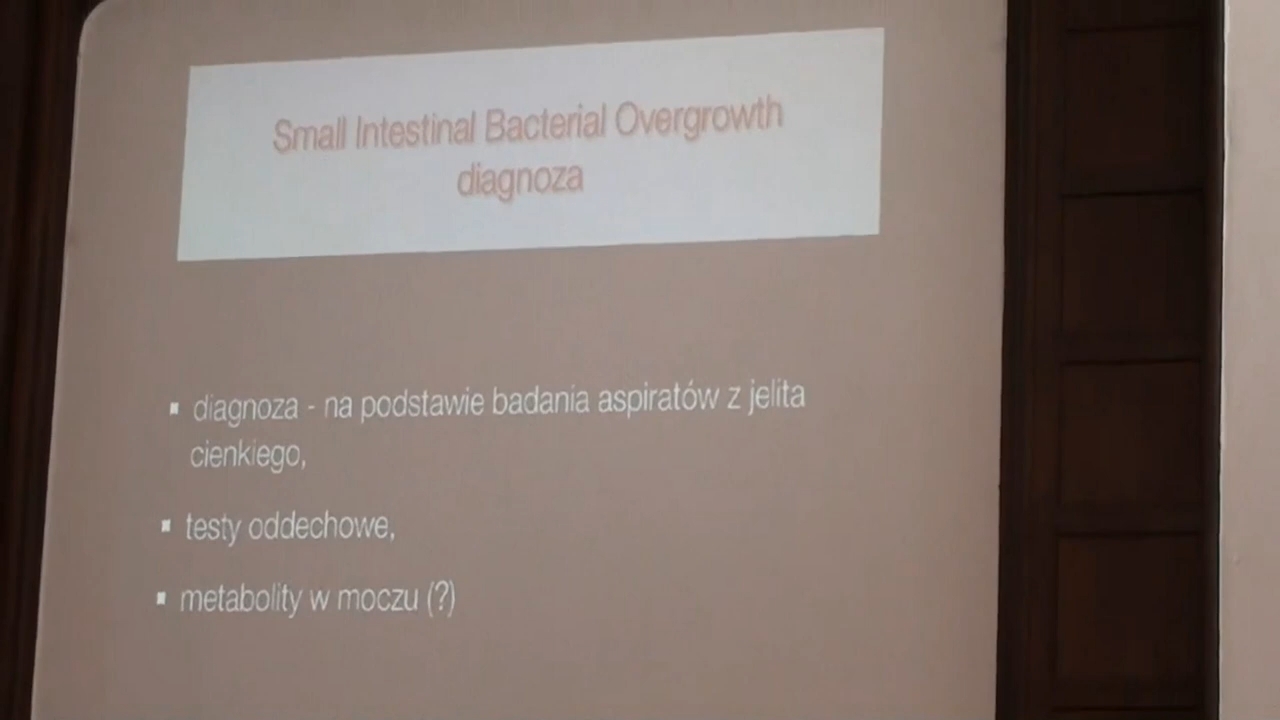 Small Intestinal Bacterial Overgrowth
diagnoza
▪ diagnoza - na podstawie badania aspiratów z jelita
cienkiego,
▪ testy oddechowe,
▪ metabolity w moczu (?)